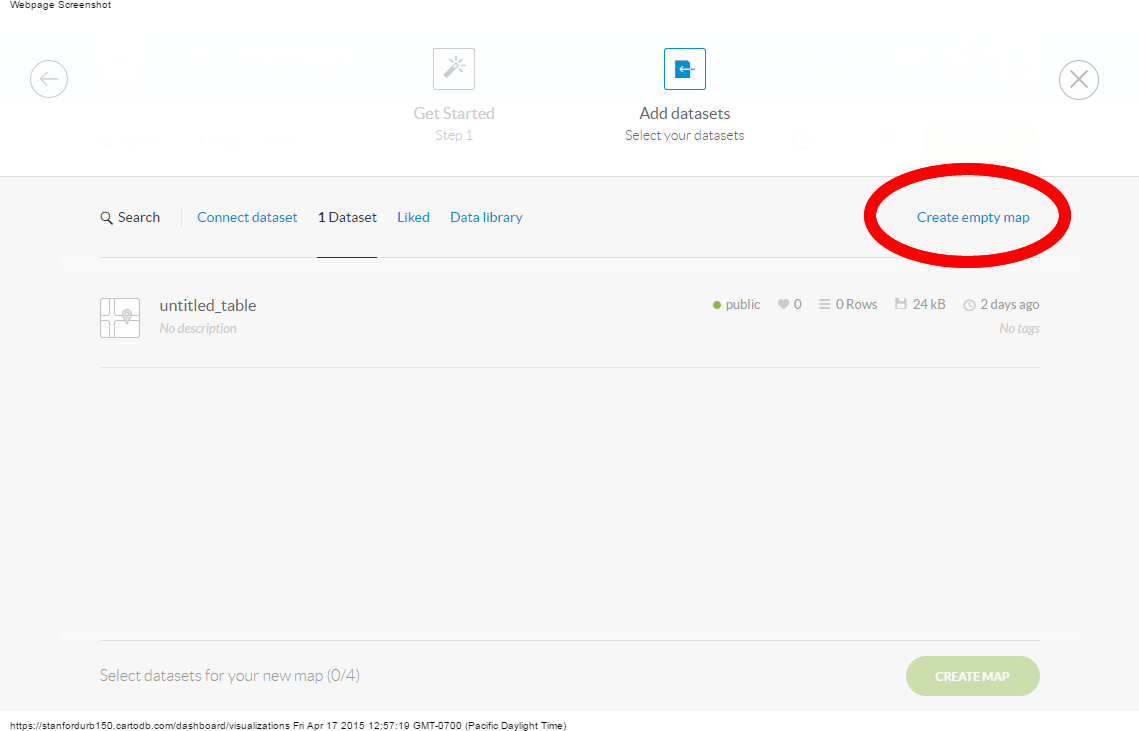 Webpage Screenshot
Get Started
Step 1
Add datasets
Select your datasets
Search Connect dataset 1 Dataset Liked Data library Create empty map
untitled_table public 0 0 Rows 24 kB 2 days ago
No description No tags
Select datasets for your new map (0/4) CREATE MAP
https://stanfordurb150.cartodb.com/dashboard/visualizations Fri Apr 17 2015 12:57:19 GMT-0700 (Pacific Daylight Time)